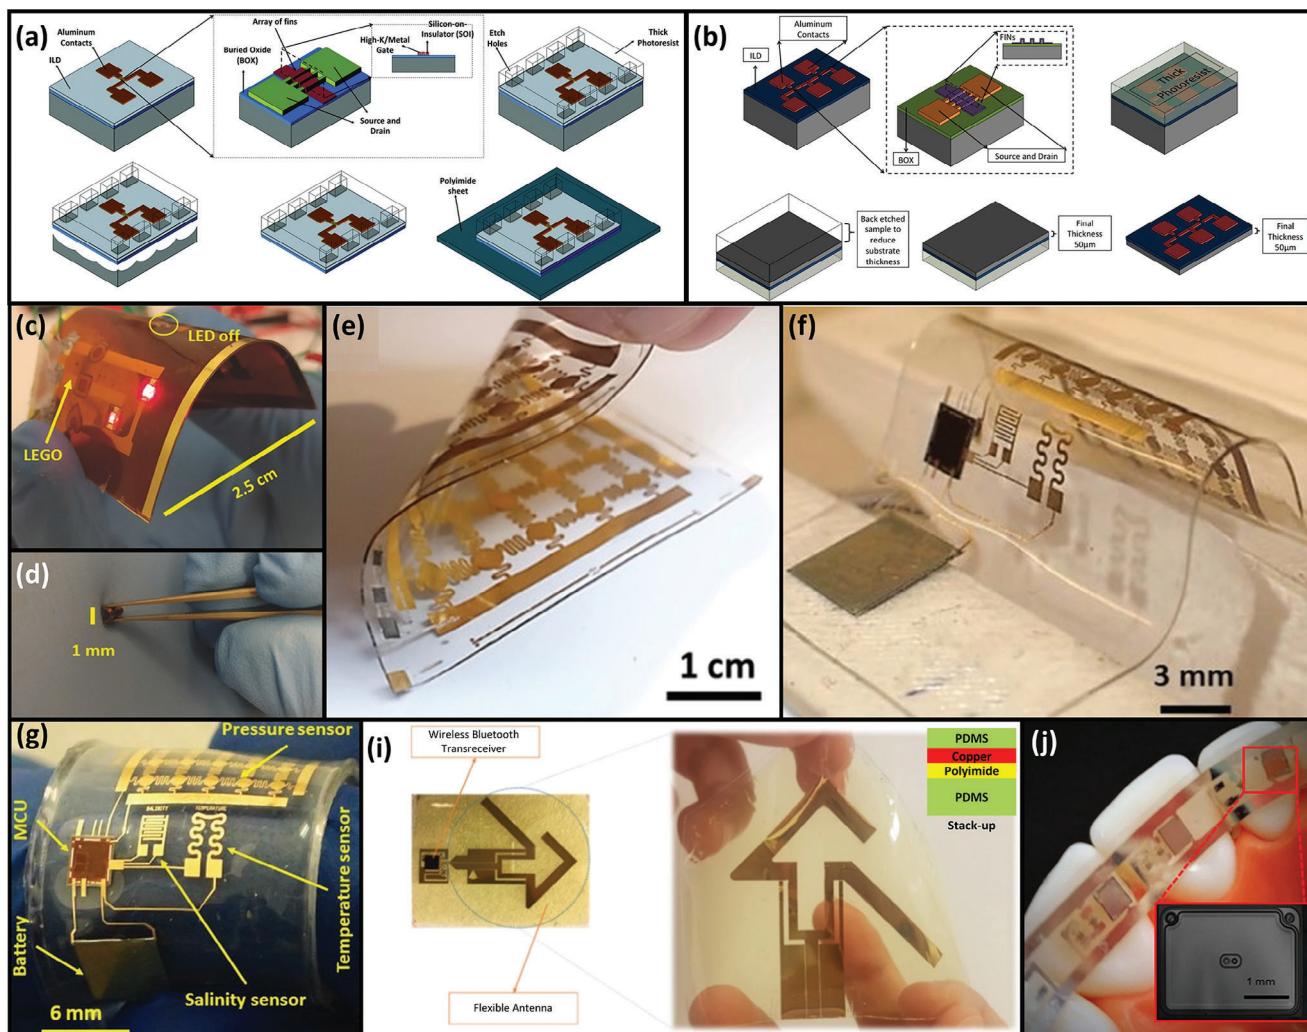 (a)
Aluminum
Contacts
ILD
Array of fins
Buried Oxide
(BOX)
High-K/Metal
Gate
Silicon-on-
Insulator (SOI)
Source and
Drain
Etch
Holes
Thick
Photoresist
Polyimide
sheet
(b)
Aluminum
Contacts
ILD
FINs
BOX
Source and Drain
Thick
Photoresist
Back etched
sample to
reduce
substrate
thickness
Final
Thickness
50μm
Final
Thickness
50μm
(c)
LED off
LEGO
2.5 cm
(d)
1 mm
(e)
1 cm
(f)
3 mm
(g)
Pressure sensor
MCU
SALINITY
TEMPERATURE
Temperature sensor
Battery
Salinity sensor
6 mm
(i)
Wireless Bluetooth
Transreceiver
Flexible Antenna
PDMS
Copper
Polyimide
PDMS
Stack-up
(j)
1 mm